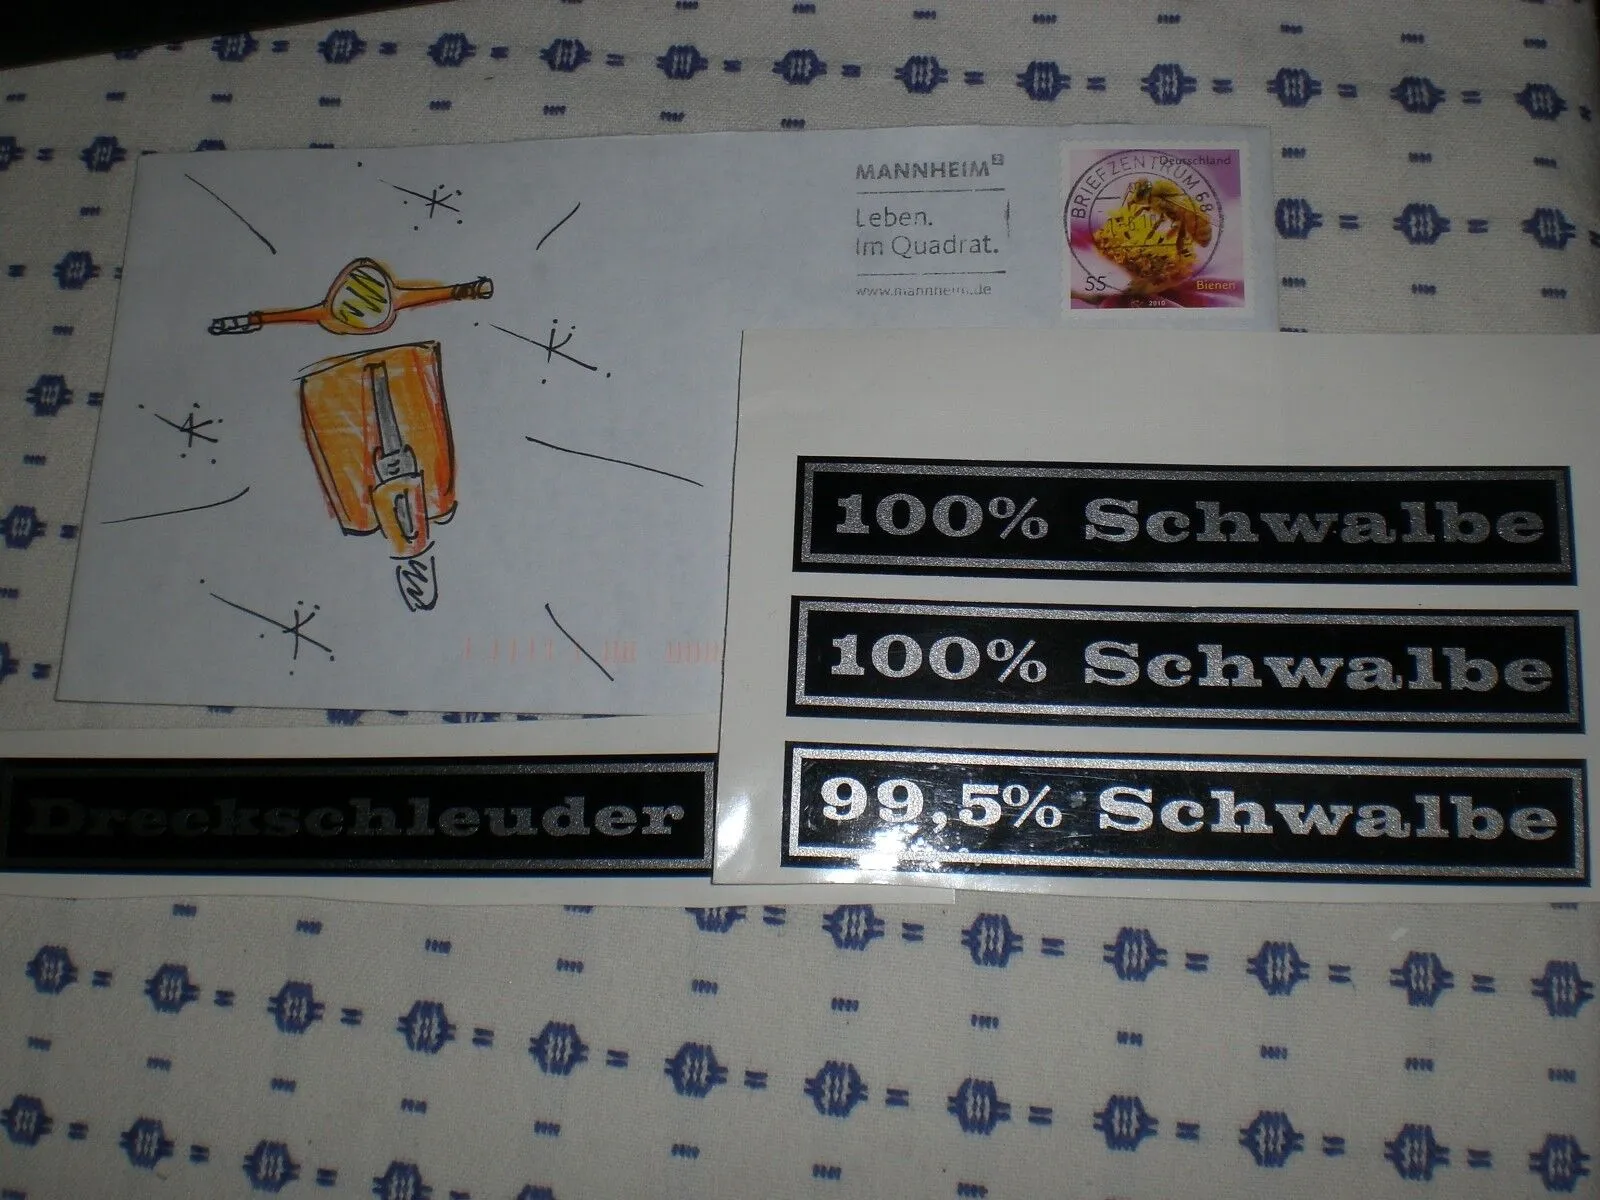 MANNHEIM²
Leben.
Im Quadrat.
www.mannheim.de
Deutschland
BRIEFZENTRUM 68
55
Bienen
2010
100% Schwalbe
100% Schwalbe
99,5% Schwalbe
Dreckschleuder